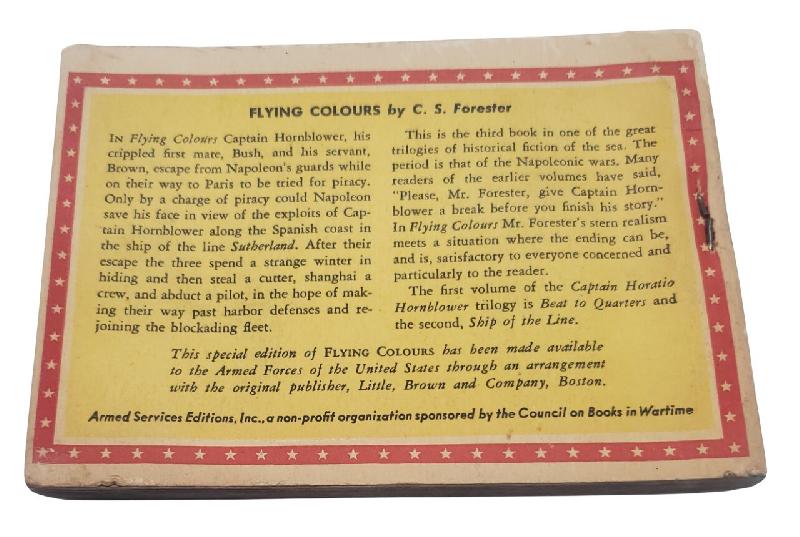 FLYING COLOURS by C. S. Forester
IN Flying Colours Captain Hornblower, his
crippled first mate, Bush, and his servant,
Brown, escape from Napoleon's guards while
on their way to Paris to be tried for piracy.
Only by a charge of piracy could Napoleon
save his face in view of the exploits of Cap-
tain Hornblower along the Spanish coast in
the ship of the line Sutherland. After their
escape the three spend a strange winter in
hiding and then steal a cutter, shanghai a
crew, and abduct a pilot, in the hope of mak-
ing their way past harbor defenses and re-
joining the blockading fleet.
This is the third book in one of the great
trilogies of historical fiction of the sea. The
period is that of the Napoleonic wars. Many
readers of the earlier volumes have said,
"Please, Mr. Forester, give Captain Horn-
blower a break before you finish his story."
In Flying Colours Mr. Forester's stern realism
meets a situation where the ending can be,
and is, satisfactory to everyone concerned and
particularly to the reader.
The first volume of the Captain Horatio
Hornblower trilogy is Beat to Quarters and
the second, Ship of the Line.
This special edition of FLYING COLOURS has been made available
to the Armed Forces of the United States through an arrangement
with the original publisher, Little, Brown and Company, Boston.
Armed Services Editions, Inc., a non-profit organization sponsored by the Council on Books in Wartime